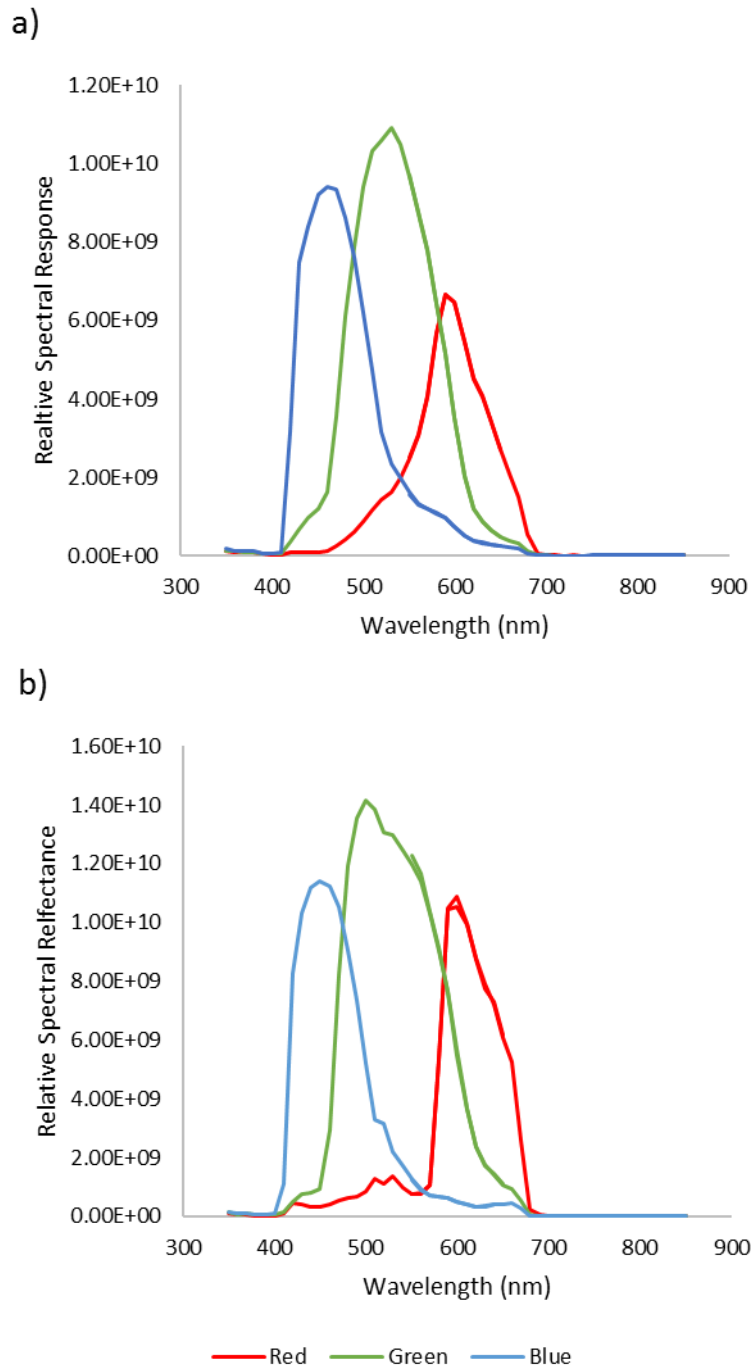 a)
1.20E+10
1.00E+10
8.00E+09
6.00E+09
4.00E+09
2.00E+09
0.00E+00
Realtive Spectral Response
300 400 500 600 700 800 900
Wavelength (nm)
b)
1.60E+10
1.40E+10
1.20E+10
1.00E+10
8.00E+09
6.00E+09
4.00E+09
2.00E+09
0.00E+00
Relative Spectral Relfectance
300 400 500 600 700 800 900
Wavelength (nm)
Red Green Blue